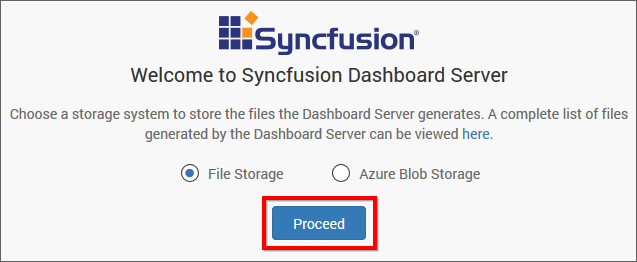 Syncfusion®
Welcome to Syncfusion Dashboard Server
Choose a storage system to store the files the Dashboard Server generates. A complete list of files
generated by the Dashboard Server can be viewed here.
File Storage Azure Blob Storage
Proceed